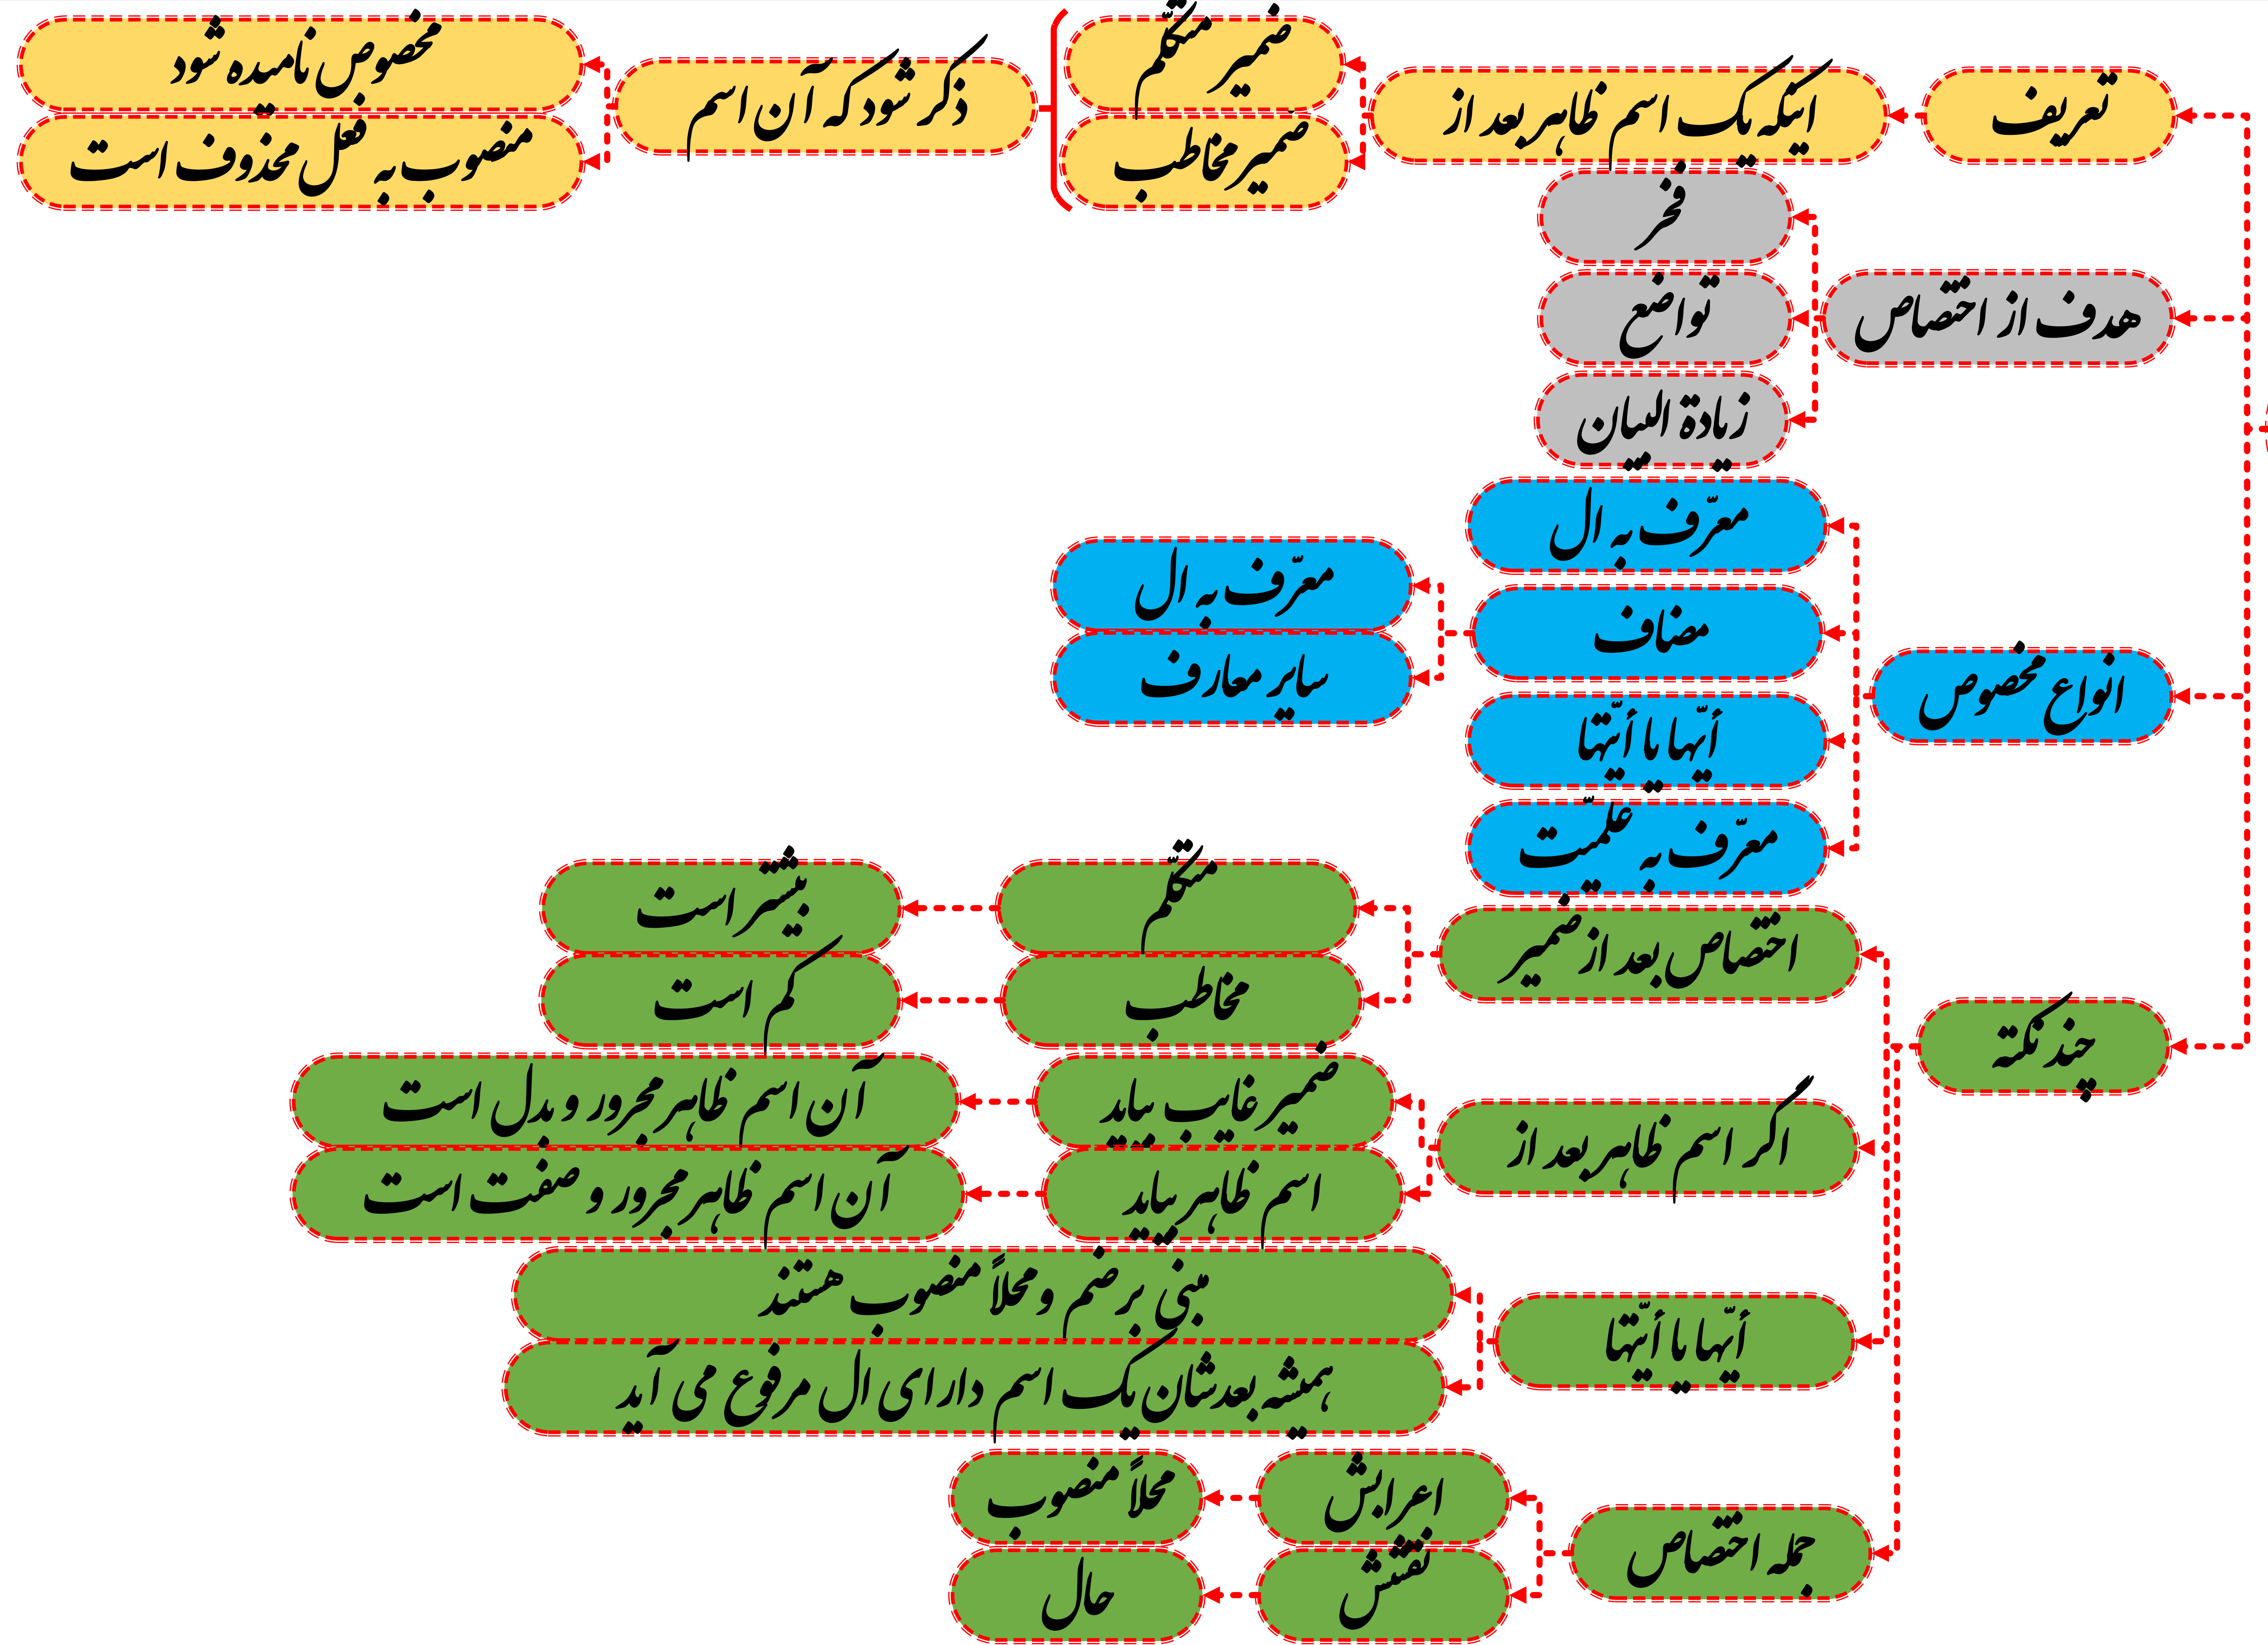 تعریف
اینکه یک اسم ظاهر بعد از
ضمیر متکلّم
ضمیر مخاطب
ذکر شود که آن اسم
مخصوص نامیده شود
منصوب به فعل محذوف است
هدف از اختصاص
فخر
تواضع
زیادة البیان
انواع مخصوص
معرّف به ال
مضاف
معرّف به ال
سایر معارف
أیّها یا أیّتها
معرّف به علمیّت
چند نکته
اختصاص بعد از ضمیر
متکلّم
بیشتر است
مخاطب
کم است
اگر اسم ظاهر بعد از
ضمیر غایب بیاید
آن اسم ظاهر مجرور و بدل است
اسم ظاهر بیاید
آن اسم ظاهر مجرور و صفت است
أیّها یا أیّتها
مبنی بر ضم و محلاً منصوب هستند
همیشه بعدشان یک اسم دارای ال مرفوع می آید
جمله اختصاص
اعرابش
محلاً منصوب
نقشش
حال